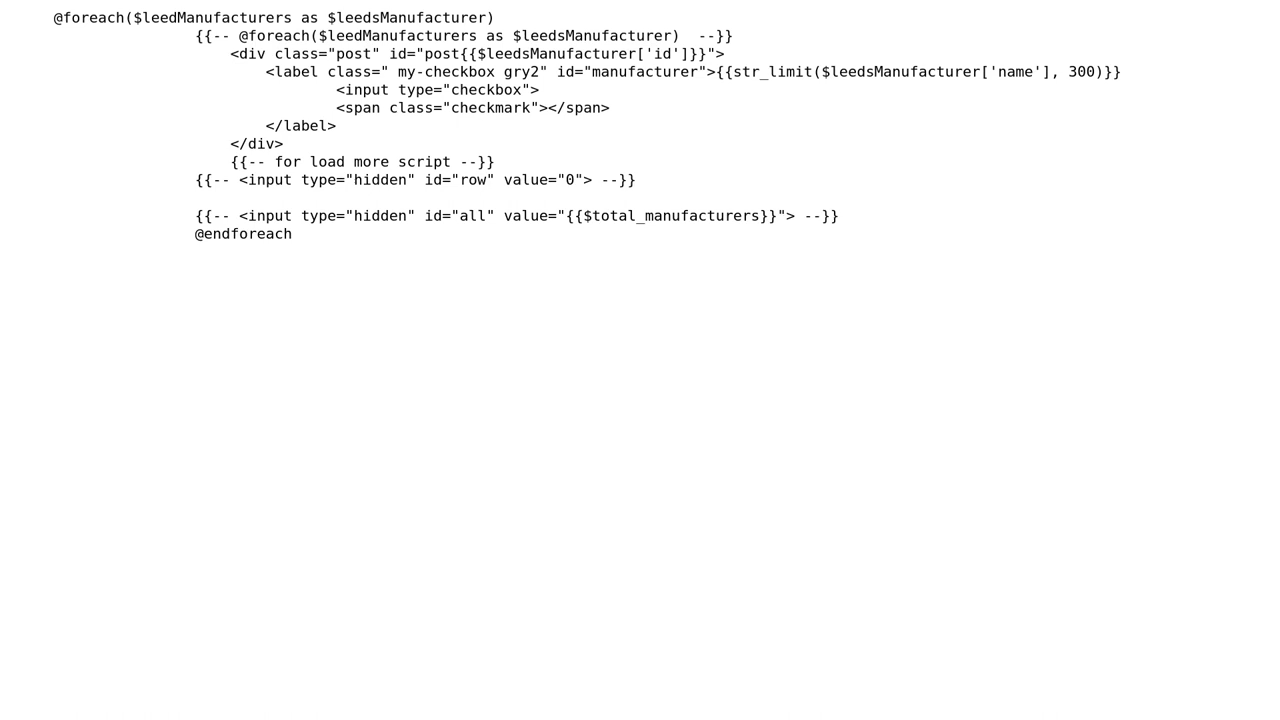 @foreach($leedManufacturers as $leedsManufacturer)
{{-- @foreach($leedManufacturers as $leedsManufacturer)  --}}
<div class="post" id="post{{$leedsManufacturer['id']}}">
<label class=" my-checkbox gry2" id="manufacturer">{{str_limit($leedsManufacturer['name'], 300)}}
<input type="checkbox">
<span class="checkmark"></span>
</label>
</div>
{{-- for load more script --}}
{{-- <input type="hidden" id="row" value="0"> --}}
{{-- <input type="hidden" id="all" value="{{$total_manufacturers}}"> --}}
@endforeach